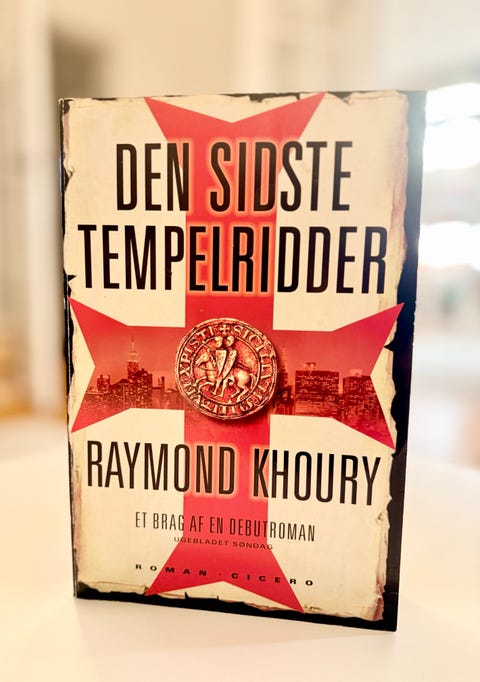 DEN SIDSTE
TEMPELRIDDER
RAYMOND KHOURY
ET BRAG AF EN DEBUTROMAN
UGEBLADET SØNDAG
ROMAN · CICERO